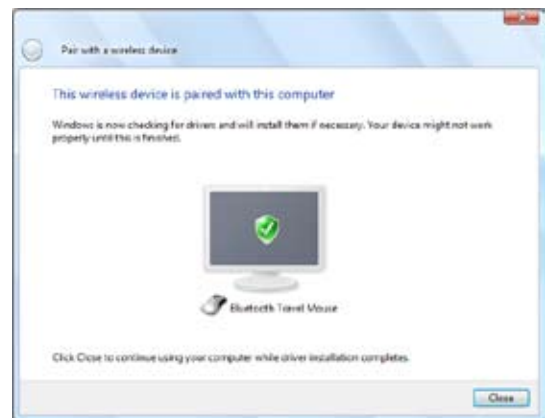 Pair with a wireless device
This wireless device is paired with this computer
Windows is now checking for drivers and will install them if necessary. Your device might not work
properly until this is finished.
Bluetooth Travel Mouse
Click Close to continue using your computer while driver installation completes.
Close